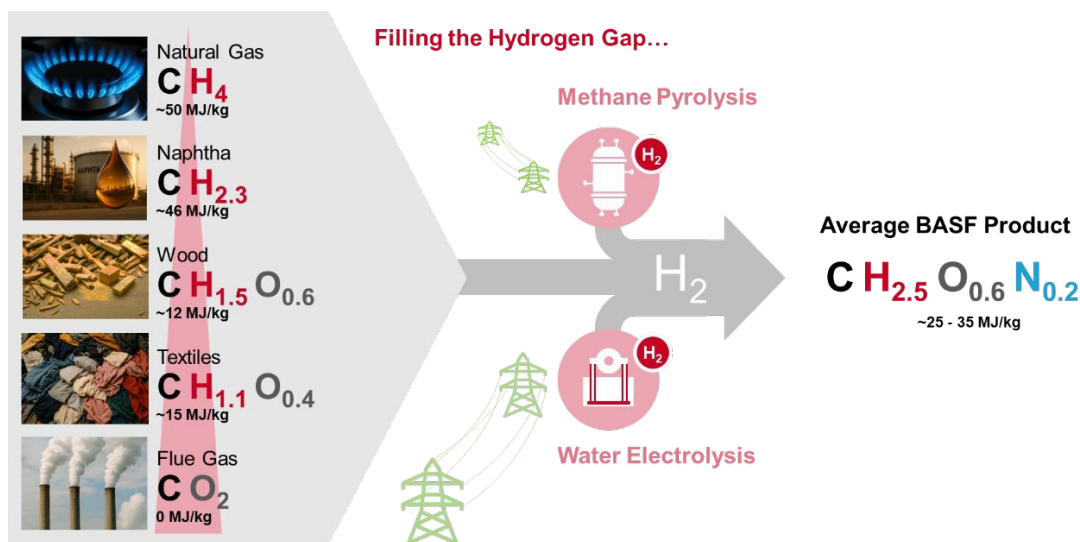 Filling the Hydrogen Gap…
Natural Gas
C H₄
~50 MJ/kg
Naphtha
NAPHTA
C H₂.₃
~46 MJ/kg
Wood
C H₁.₅ O₀.₆
~12 MJ/kg
Textiles
C H₁.₁ O₀.₄
~15 MJ/kg
Flue Gas
C O₂
0 MJ/kg
Methane Pyrolysis
H₂
H₂
H₂
Water Electrolysis
Average BASF Product
C H₂.₅ O₀.₆ N₀.₂
~25 - 35 MJ/kg